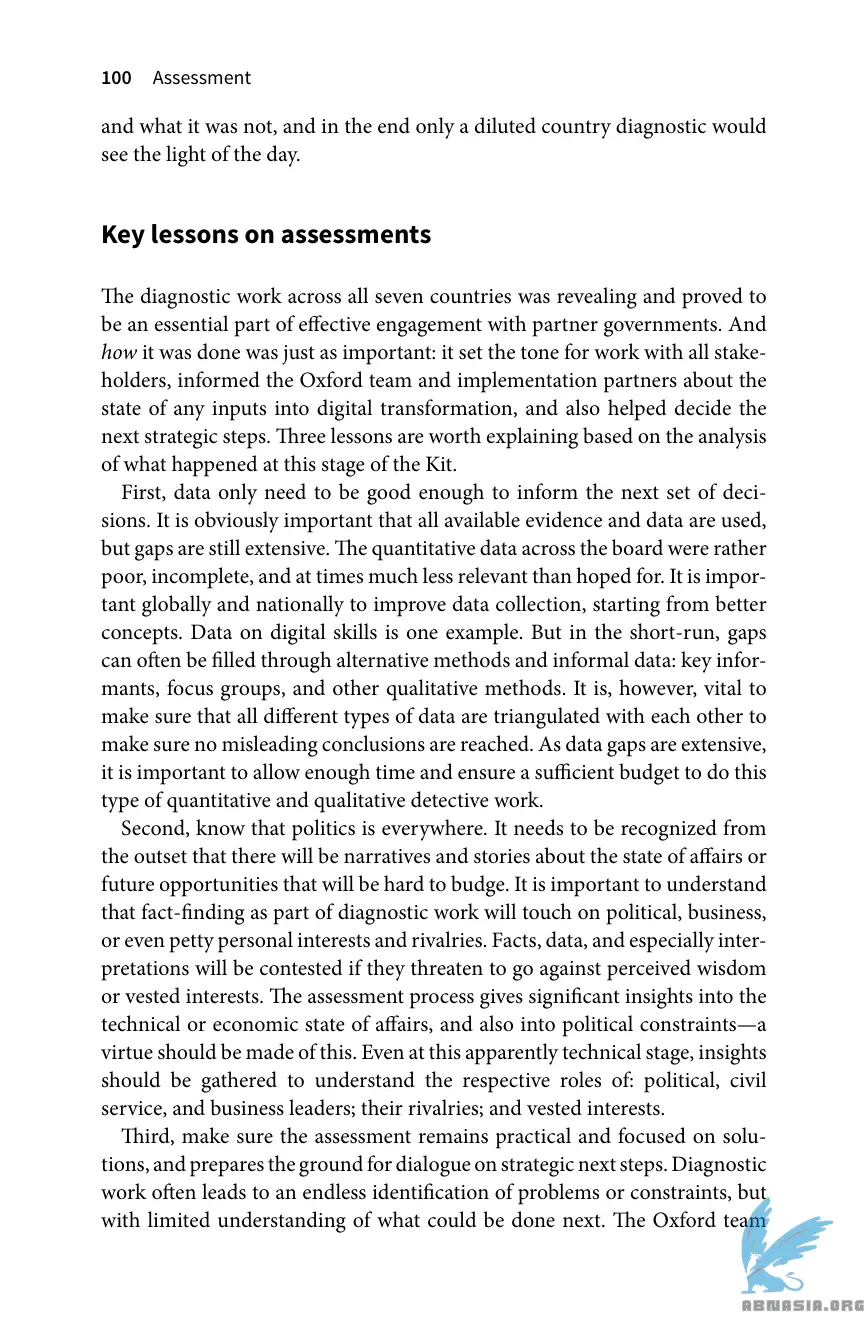 100 Assessment
and what it was not, and in the end only a diluted country diagnostic would
see the light of the day.
Key lessons on assessments
The diagnostic work across all seven countries was revealing and proved to
be an essential part of effective engagement with partner governments. And
how it was done was just as important: it set the tone for work with all stake-
holders, informed the Oxford team and implementation partners about the
state of any inputs into digital transformation, and also helped decide the
next strategic steps. Three lessons are worth explaining based on the analysis
of what happened at this stage of the Kit.
First, data only need to be good enough to inform the next set of deci-
sions. It is obviously important that all available evidence and data are used,
but gaps are still extensive. The quantitative data across the board were rather
poor, incomplete, and at times much less relevant than hoped for. It is impor-
tant globally and nationally to improve data collection, starting from better
concepts. Data on digital skills is one example. But in the short-run, gaps
can often be filled through alternative methods and informal data: key infor-
mants, focus groups, and other qualitative methods. It is, however, vital to
make sure that all different types of data are triangulated with each other to
make sure no misleading conclusions are reached. As data gaps are extensive,
it is important to allow enough time and ensure a sufficient budget to do this
type of quantitative and qualitative detective work.
Second, know that politics is everywhere. It needs to be recognized from
the outset that there will be narratives and stories about the state of affairs or
future opportunities that will be hard to budge. It is important to understand
that fact-finding as part of diagnostic work will touch on political, business,
or even petty personal interests and rivalries. Facts, data, and especially inter-
pretations will be contested if they threaten to go against perceived wisdom
or vested interests. The assessment process gives significant insights into the
technical or economic state of affairs, and also into political constraints—a
virtue should be made of this. Even at this apparently technical stage, insights
should be gathered to understand the respective roles of: political, civil
service, and business leaders; their rivalries; and vested interests.
Third, make sure the assessment remains practical and focused on solu-
tions, and prepares the ground for dialogue on strategic next steps. Diagnostic
work often leads to an endless identification of problems or constraints, but
with limited understanding of what could be done next. The Oxford team
ABNASIA.ORG